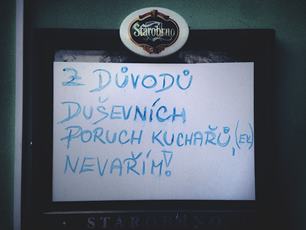 Starobrno
Z DŮVODŮ
DUŠEVNÍCH
PORUCH KUCHAŘŮ, (EK)
NEVAŘÍM!
STAROBRNO